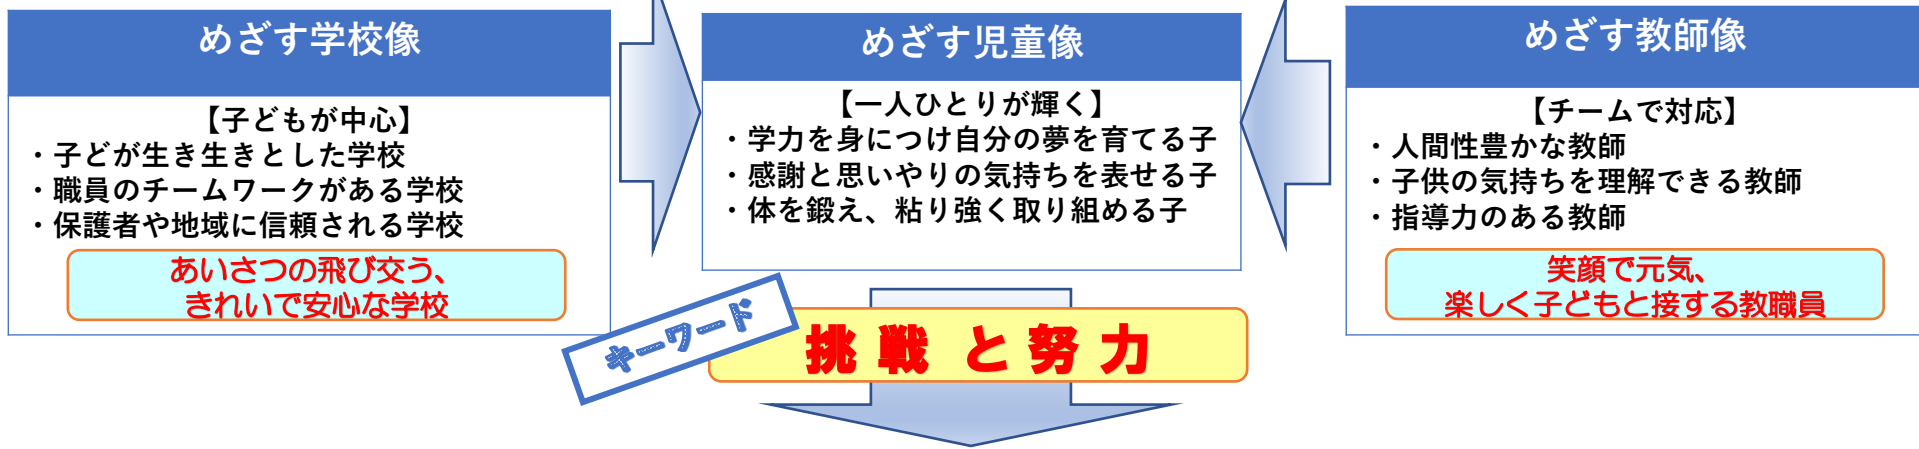 めざす学校像
【子どもが中心】
・子どが生き生きとした学校
・職員のチームワークがある学校
・保護者や地域に信頼される学校
あいさつの飛び交う、
きれいで安心な学校
めざす児童像
【一人ひとりが輝く】
・学力を身につけ自分の夢を育てる子
・感謝と思いやりの気持ちを表せる子
・体を鍛え、粘り強く取り組める子
めざす教師像
【チームで対応】
・人間性豊かな教師
・子供の気持ちを理解できる教師
・指導力のある教師
笑顔で元気、
楽しく子どもと接する教職員
キーワード
挑戦と努力